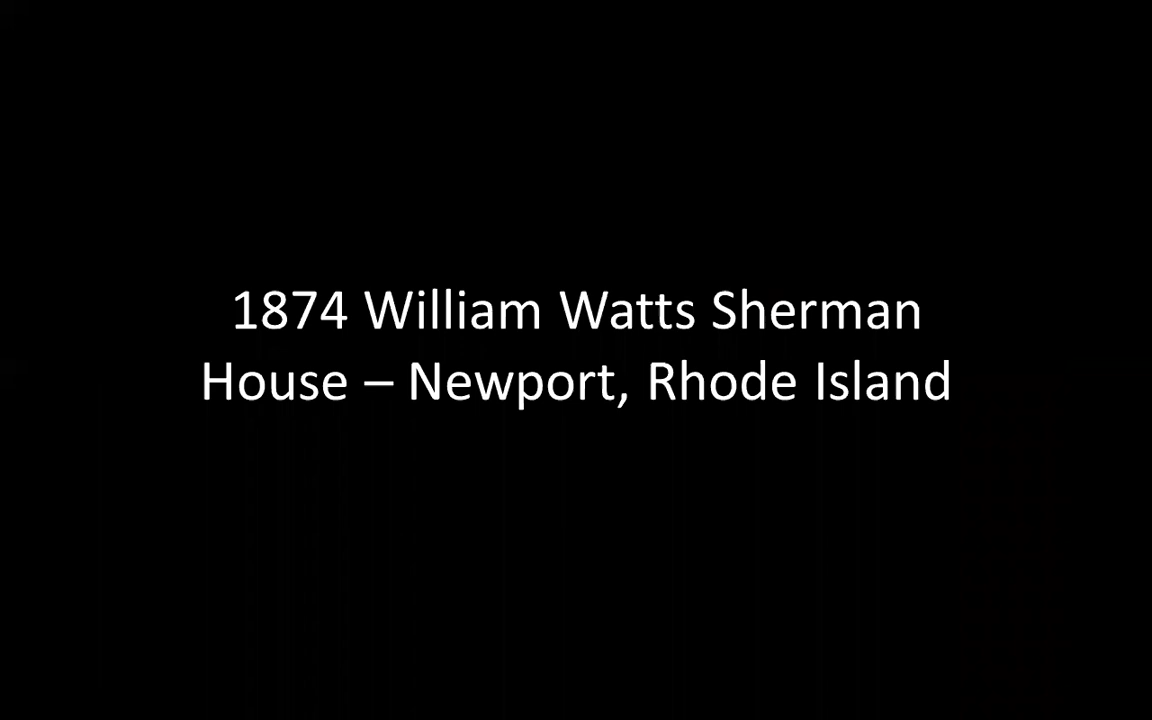 1874 William Watts Sherman
House – Newport, Rhode Island